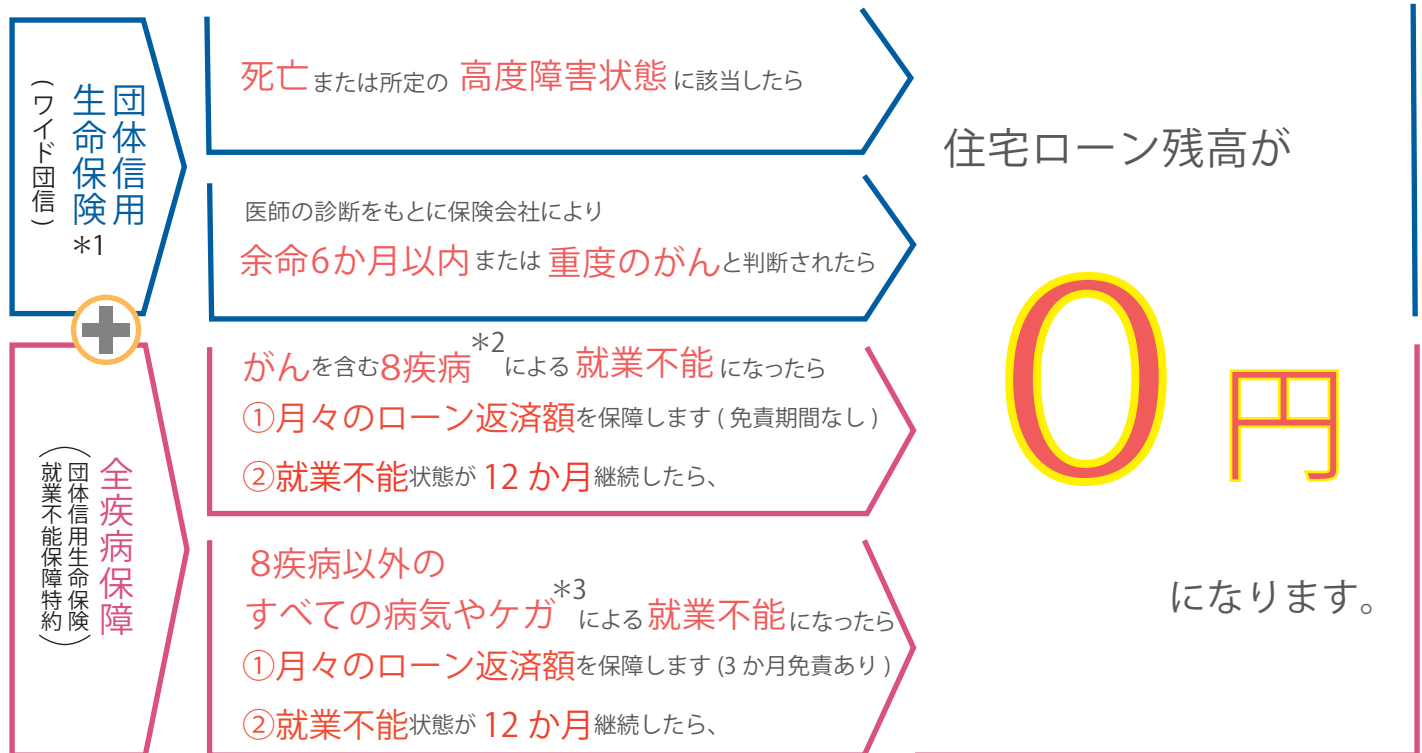 団体信用
生命保険
*1
(ワイド団信)
死亡または所定の 高度障害状態に該当したら
医師の診断をもとに保険会社により
余命6か月以内または重度のがんと判断されたら
全疾病保障
(団体信用生命保険
就業不能保障特約)
がんを含む8疾病*2による就業不能になったら
①月々のローン返済額を保障します(免責期間なし)
②就業不能状態が12か月継続したら、
8疾病以外の
すべての病気やケガ*3による就業不能になったら
①月々のローン返済額を保障します(3か月免責あり)
②就業不能状態が12か月継続したら、
住宅ローン残高が
0円
になります。